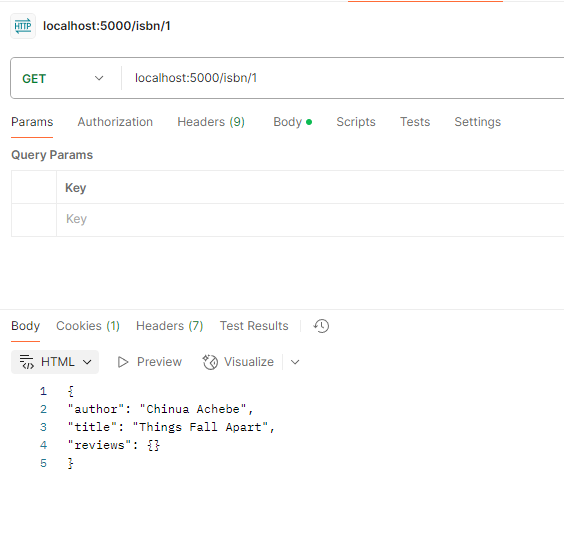 HTTP localhost:5000/isbn/1
GET localhost:5000/isbn/1
Params Authorization Headers (9) Body Scripts Tests Settings
Query Params
Key
Key
Body Cookies (1) Headers (7) Test Results
HTML Preview Visualize
1 {
2 "author": "Chinua Achebe",
3 "title": "Things Fall Apart",
4 "reviews": {}
5 }